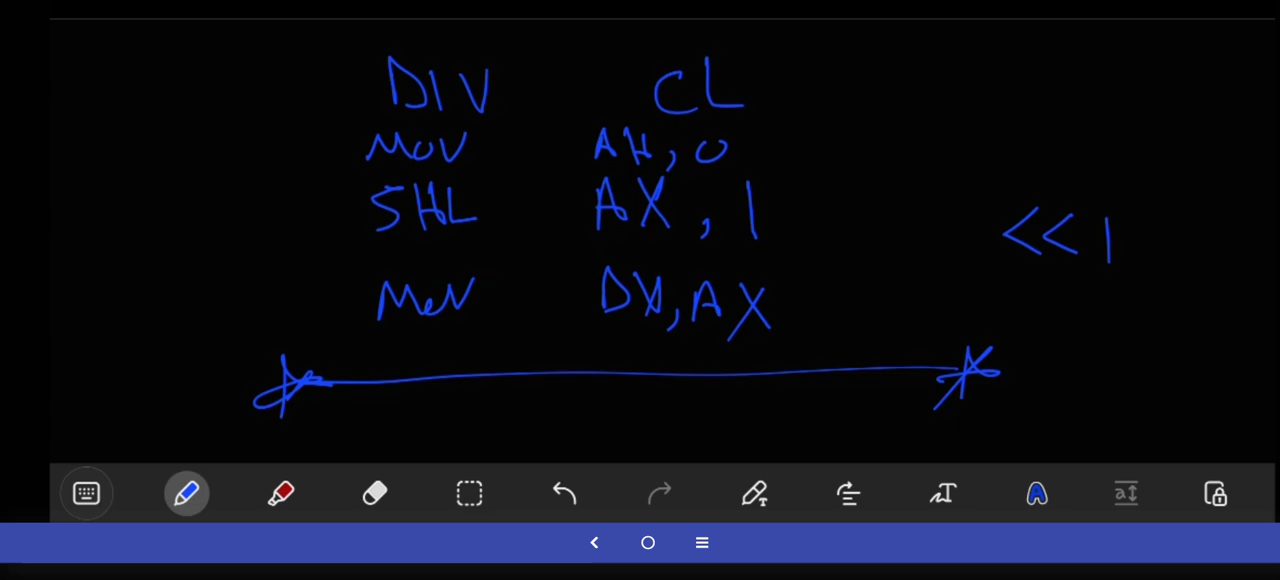 DIV CL
MOV AH, 0
SHL AX, 1
<< 1
MOV DX, AX